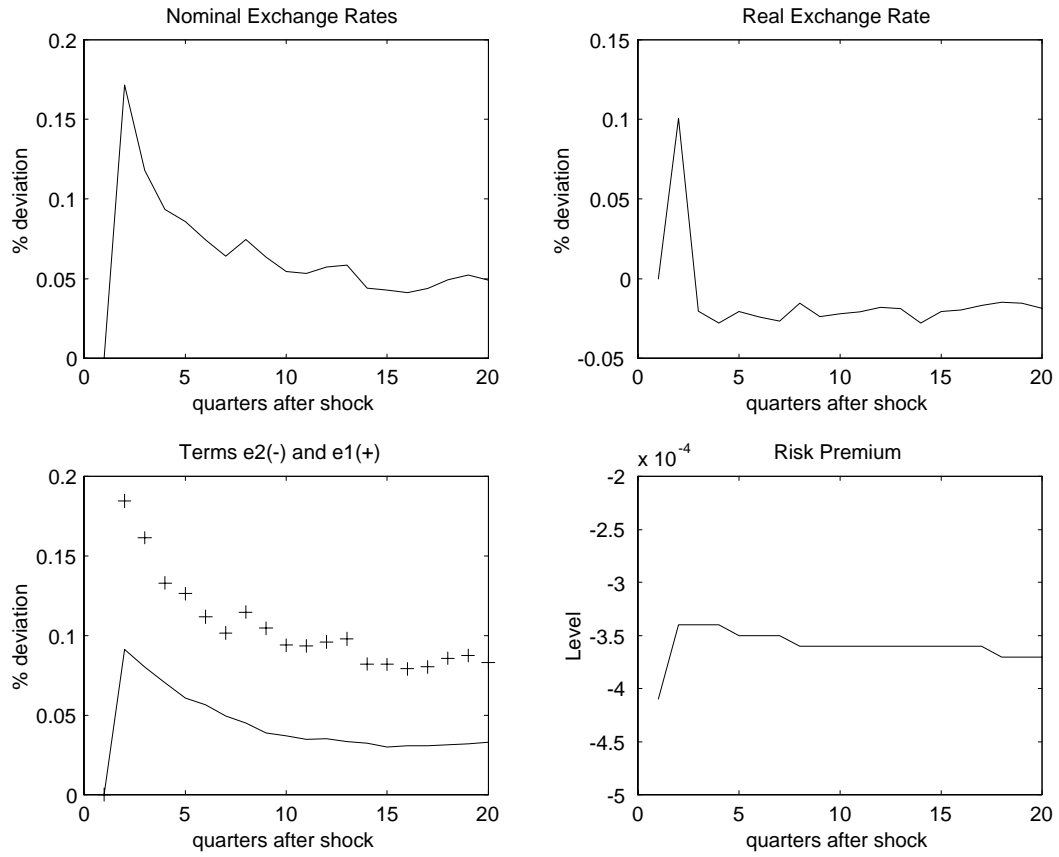 Nominal Exchange Rates
0.2
0.15
0.1
0.05
0
% deviation
0 5 10 15 20
quarters after shock
Real Exchange Rate
0.15
0.1
0.05
0
-0.05
% deviation
0 5 10 15 20
quarters after shock
Terms e2(-) and e1(+)
0.2
0.15
0.1
0.05
0
% deviation
0 5 10 15 20
quarters after shock
Risk Premium
x 10^-4
-2
-2.5
-3
-3.5
-4
-4.5
-5
Level
0 5 10 15 20
quarters after shock